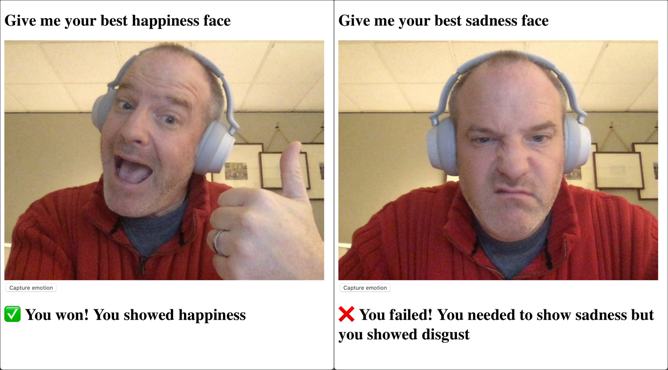 Give me your best happiness face
Capture emotion
✅ You won! You showed happiness
Give me your best sadness face
Capture emotion
❌ You failed! You needed to show sadness but
you showed disgust